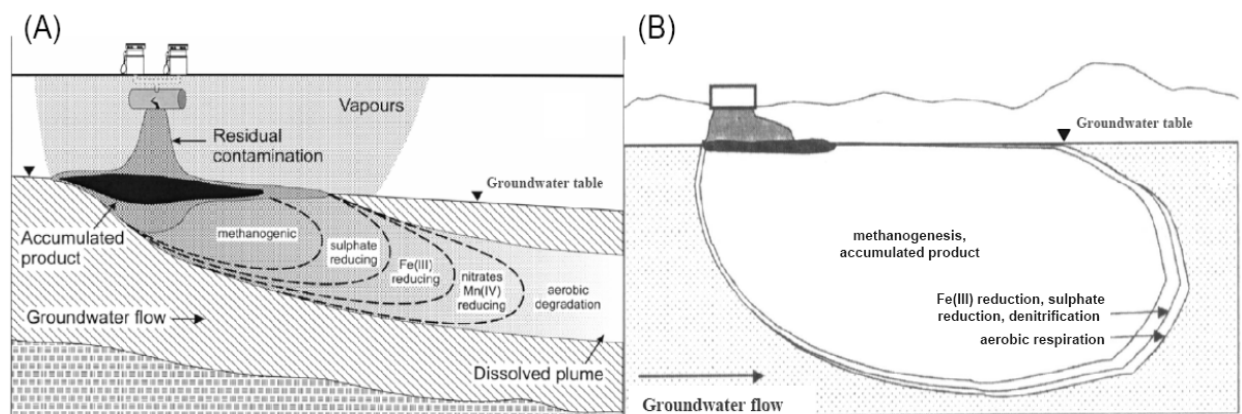 (A)
Vapours
Residual
contamination
Groundwater table
Accumulated
product
methanogenic
sulphate
reducing
Fe(III)
reducing
nitrates
Mn(IV)
reducing
aerobic
degradation
Groundwater flow
Dissolved plume
(B)
Groundwater table
methanogenesis,
accumulated product
Fe(III) reduction, sulphate
reduction, denitrification
aerobic respiration
Groundwater flow